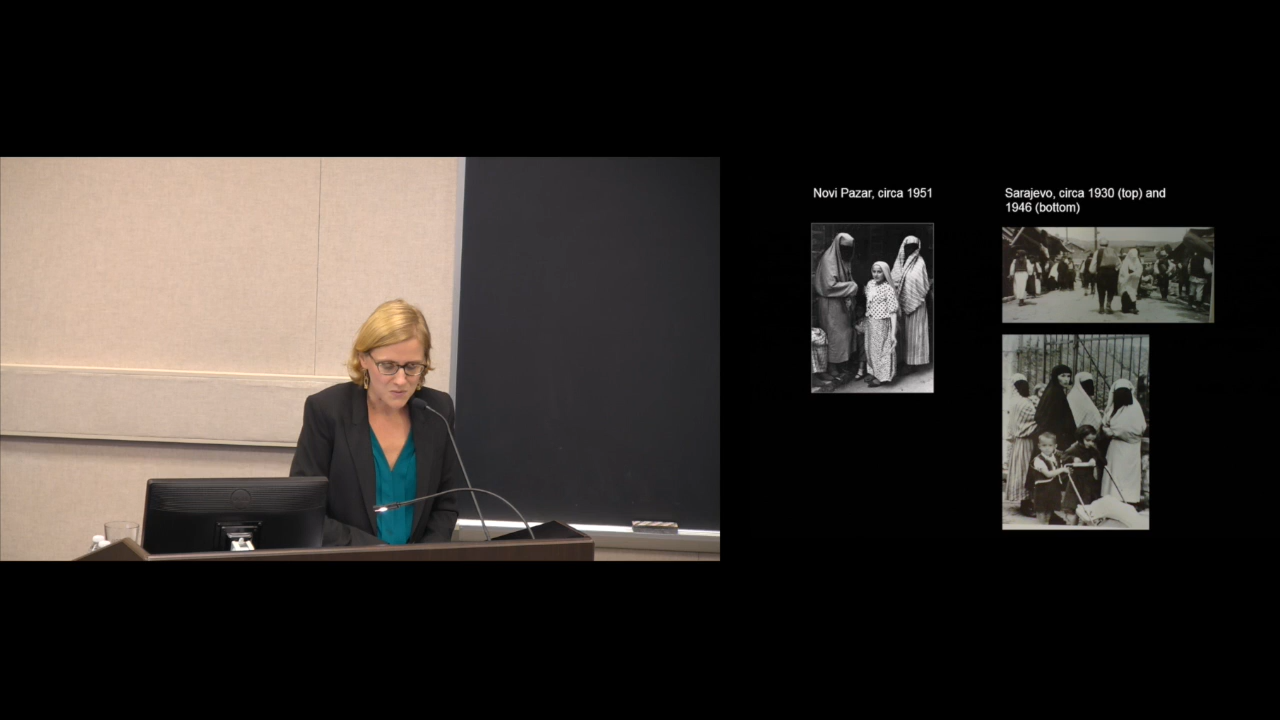 Novi Pazar, circa 1951
Sarajevo, circa 1930 (top) and
1946 (bottom)